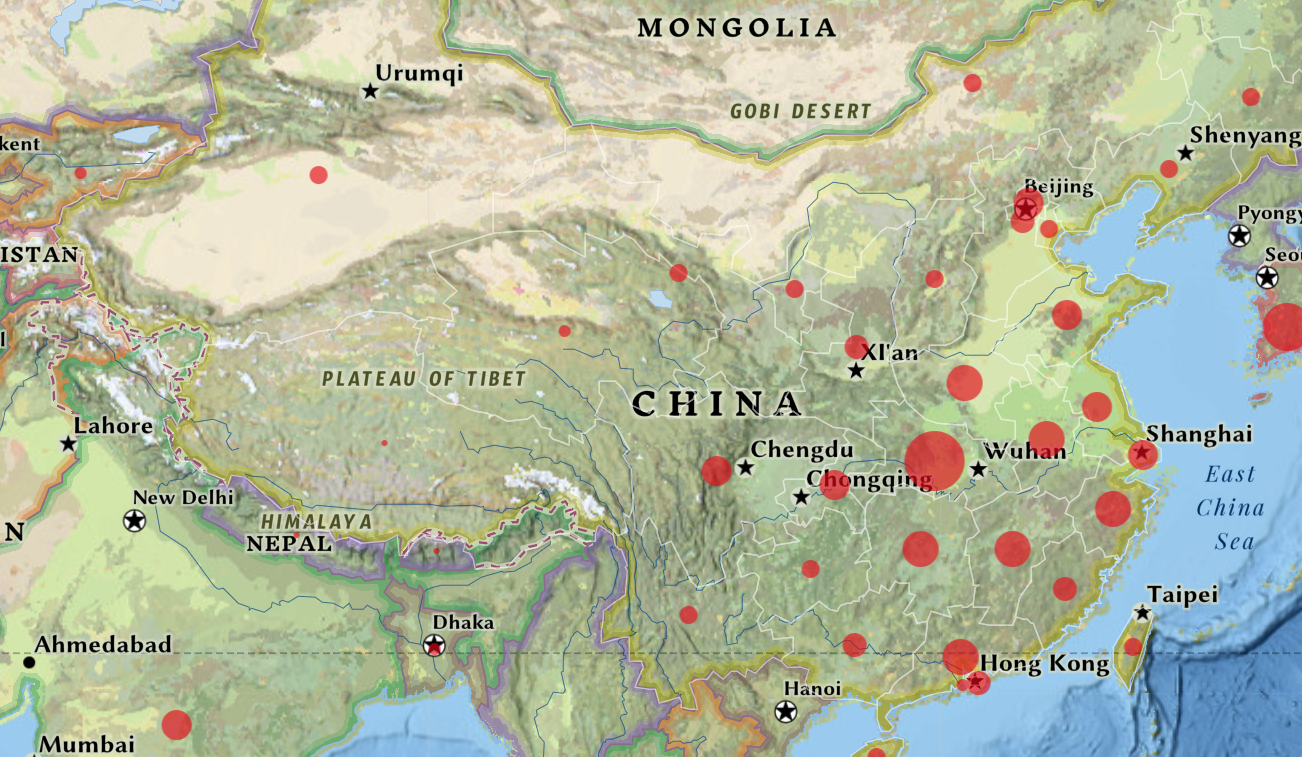 MONGOLIA
Urumqi
GOBI DESERT
Shenyang
kent
Beijing
Pyongy
ISTAN
Seou
l
XI'an
PLATEAU OF TIBET
CHINA
Lahore
Shanghai
Chengdu
Wuhan
Chongqing
East
China
Sea
New Delhi
HIMALAYA
N
NEPAL
Taipei
Dhaka
Ahmedabad
Hong Kong
Hanoi
Mumbai